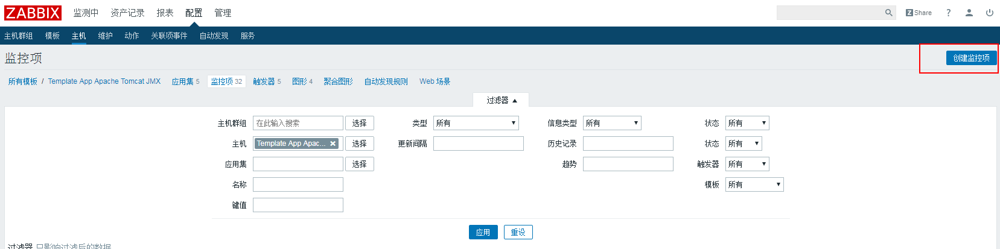 ZABBIX 监测中 资产记录 报表 配置 管理 Z Share ?
主机群组 模板 主机 维护 动作 关联项事件 自动发现 服务
监控项 创建监控项
所有模板 / Template App Apache Tomcat JMX 应用集 5 监控项 32 触发器 5 图形 4 聚合图形 自动发现规则 Web 场景
过滤器
主机群组 在此输入搜索 选择 类型 所有 信息类型 所有 状态 所有
主机 Template App Apac... 选择 更新间隔 历史记录 状态 所有
应用集 选择 趋势 触发器 所有
名称 模板 所有
键值
应用 重设
过滤器 只影响过滤后的数据